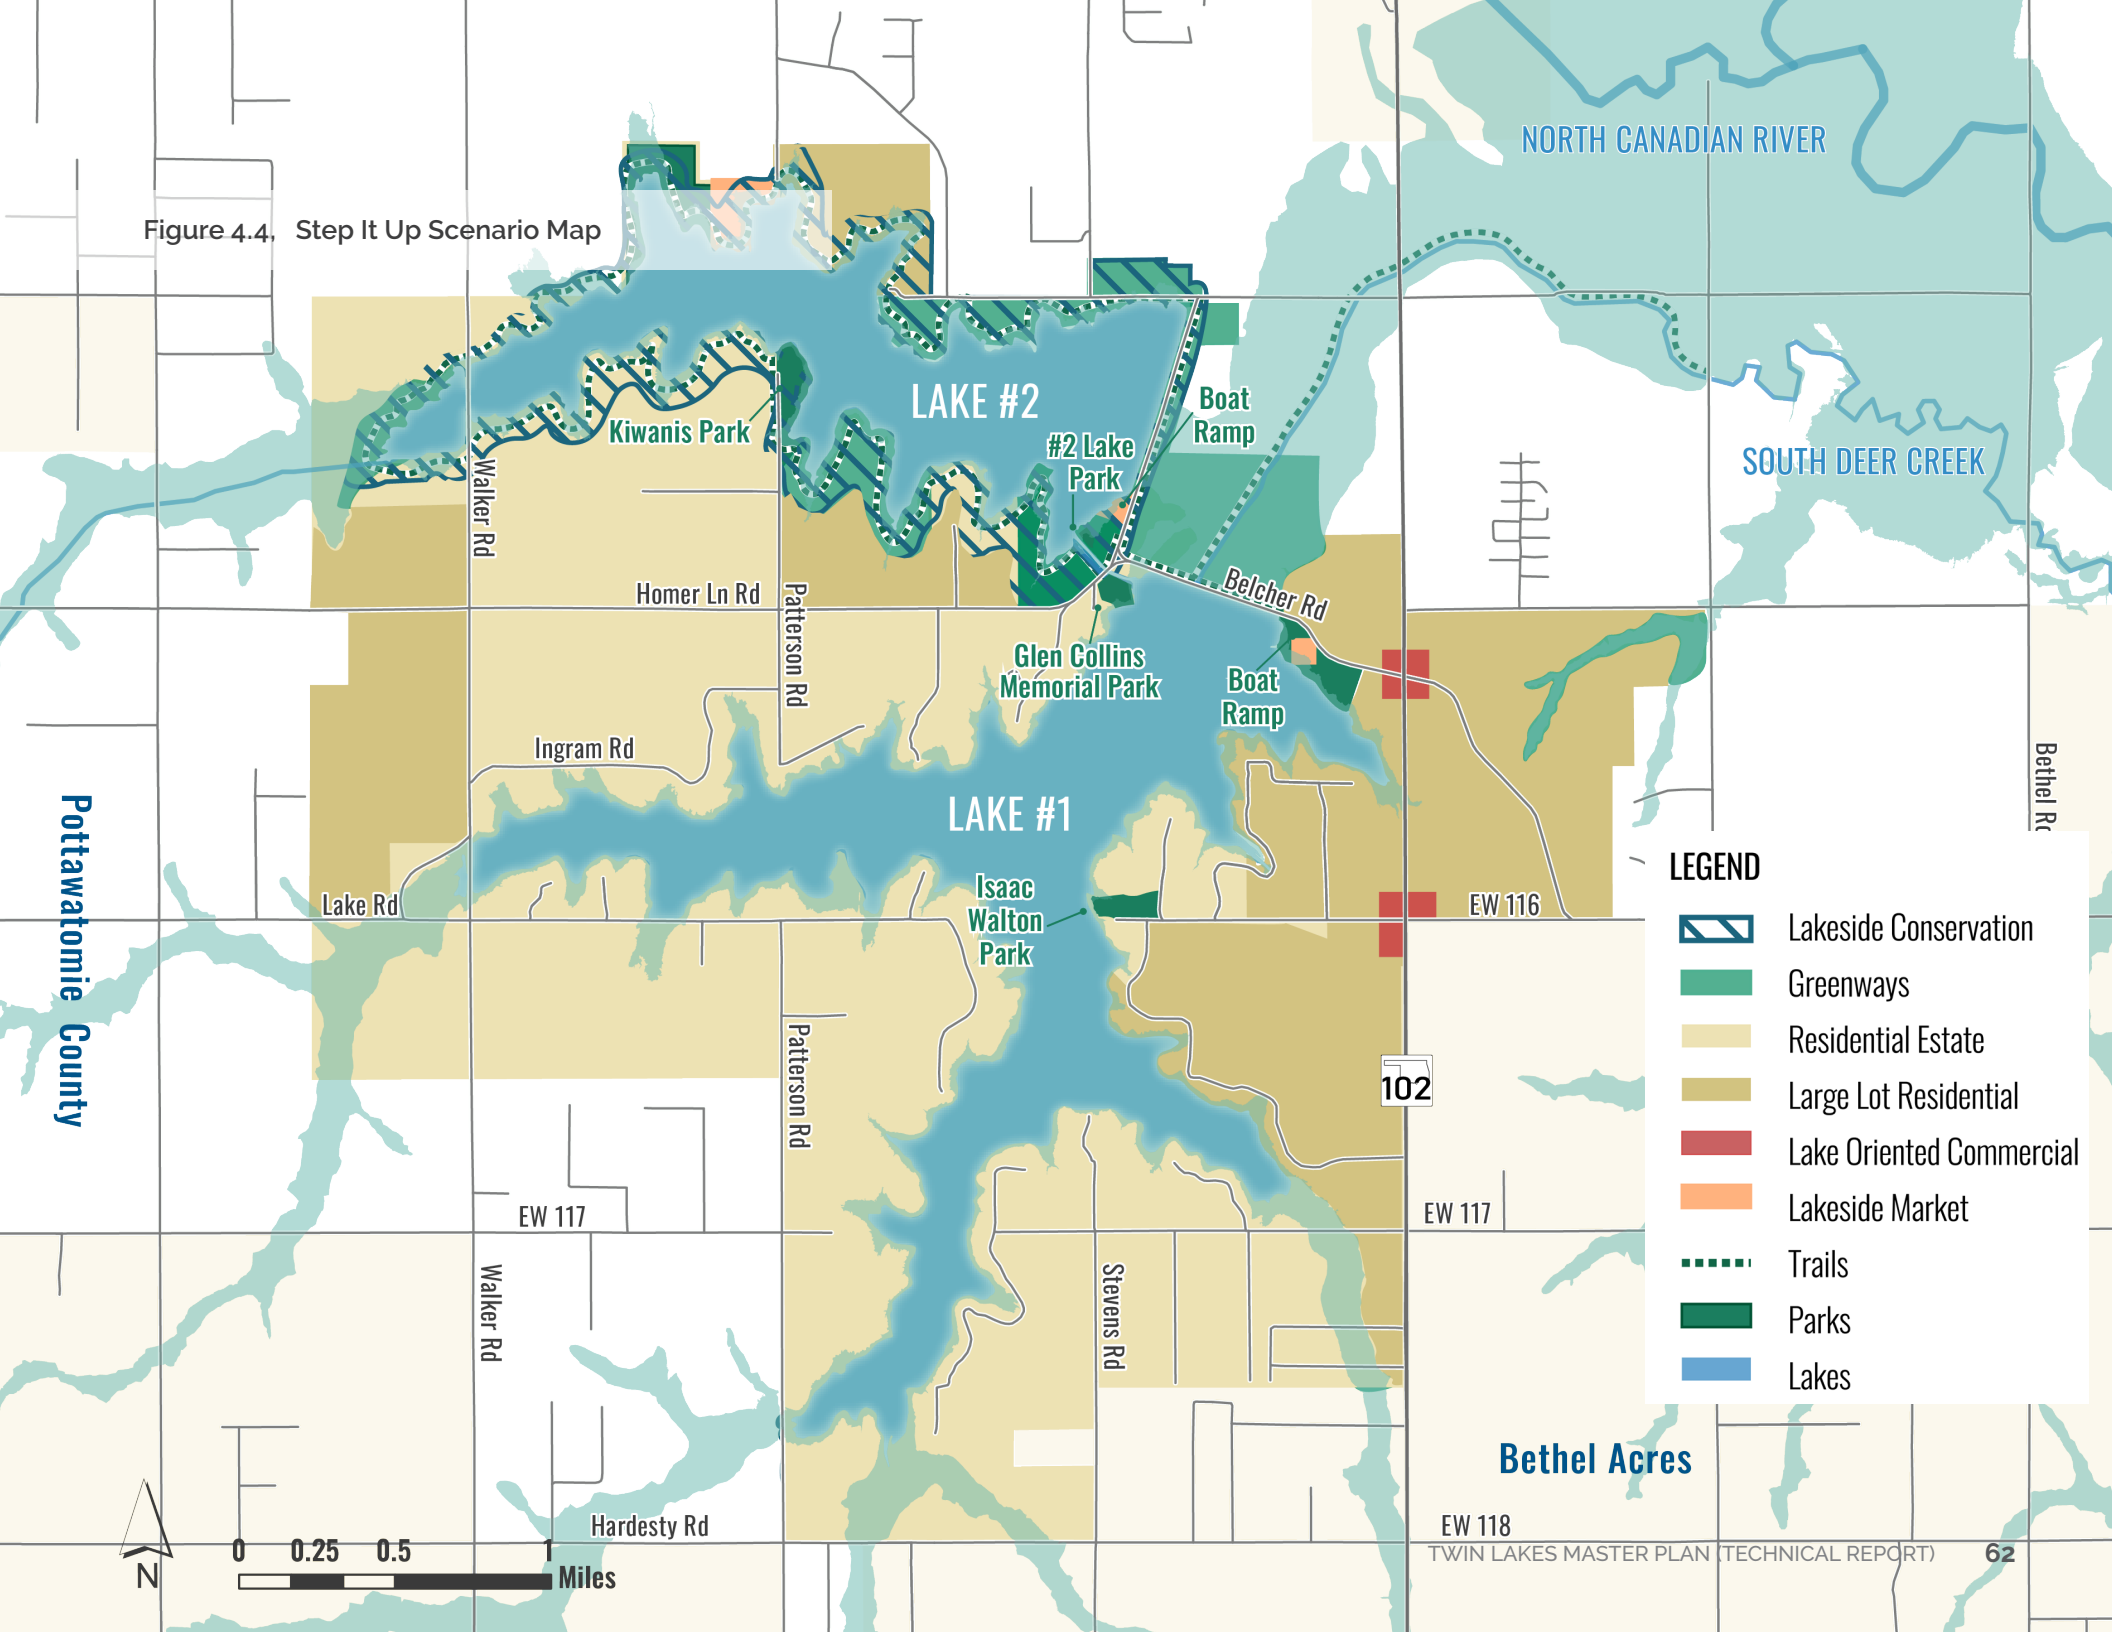 NORTH CANADIAN RIVER
Figure 4.4,   Step It Up Scenario Map
LAKE #2
Boat
Ramp
Kiwanis Park
#2 Lake
Park
SOUTH DEER CREEK
Walker Rd
Homer Ln Rd
Patterson Rd
Belcher Rd
Glen Collins
Memorial Park
Boat
Ramp
Ingram Rd
LAKE #1
Pottawatomie County
Lake Rd
Isaac
Walton
Park
EW 116
LEGEND
Lakeside Conservation
Greenways
Residential Estate
Large Lot Residential
Lake Oriented Commercial
Lakeside Market
Trails
Parks
Lakes
Patterson Rd
102
EW 117
EW 117
Walker Rd
Stevens Rd
Bethel Acres
Hardesty Rd
EW 118
0 0.25 0.5 1
Miles
N
TWIN LAKES MASTER PLAN (TECHNICAL REPORT) 62